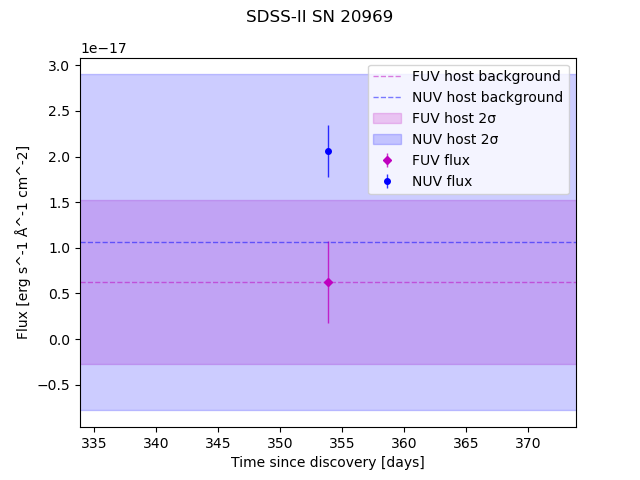 SDSS-II SN 20969
1e−17
3.0
2.5
2.0
1.5
1.0
0.5
0.0
−0.5
Flux [erg s^-1 Å^-1 cm^-2]
FUV host background
NUV host background
FUV host 2σ
NUV host 2σ
FUV flux
NUV flux
335 340 345 350 355 360 365 370
Time since discovery [days]